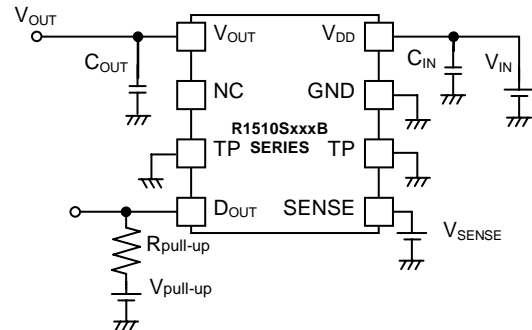 VOUT
COUT
VOUT
VDD
CIN
VIN
NC
GND
R1510SxxxB
SERIES
TP
TP
DOUT
SENSE
VSENSE
Rpull-up
Vpull-up